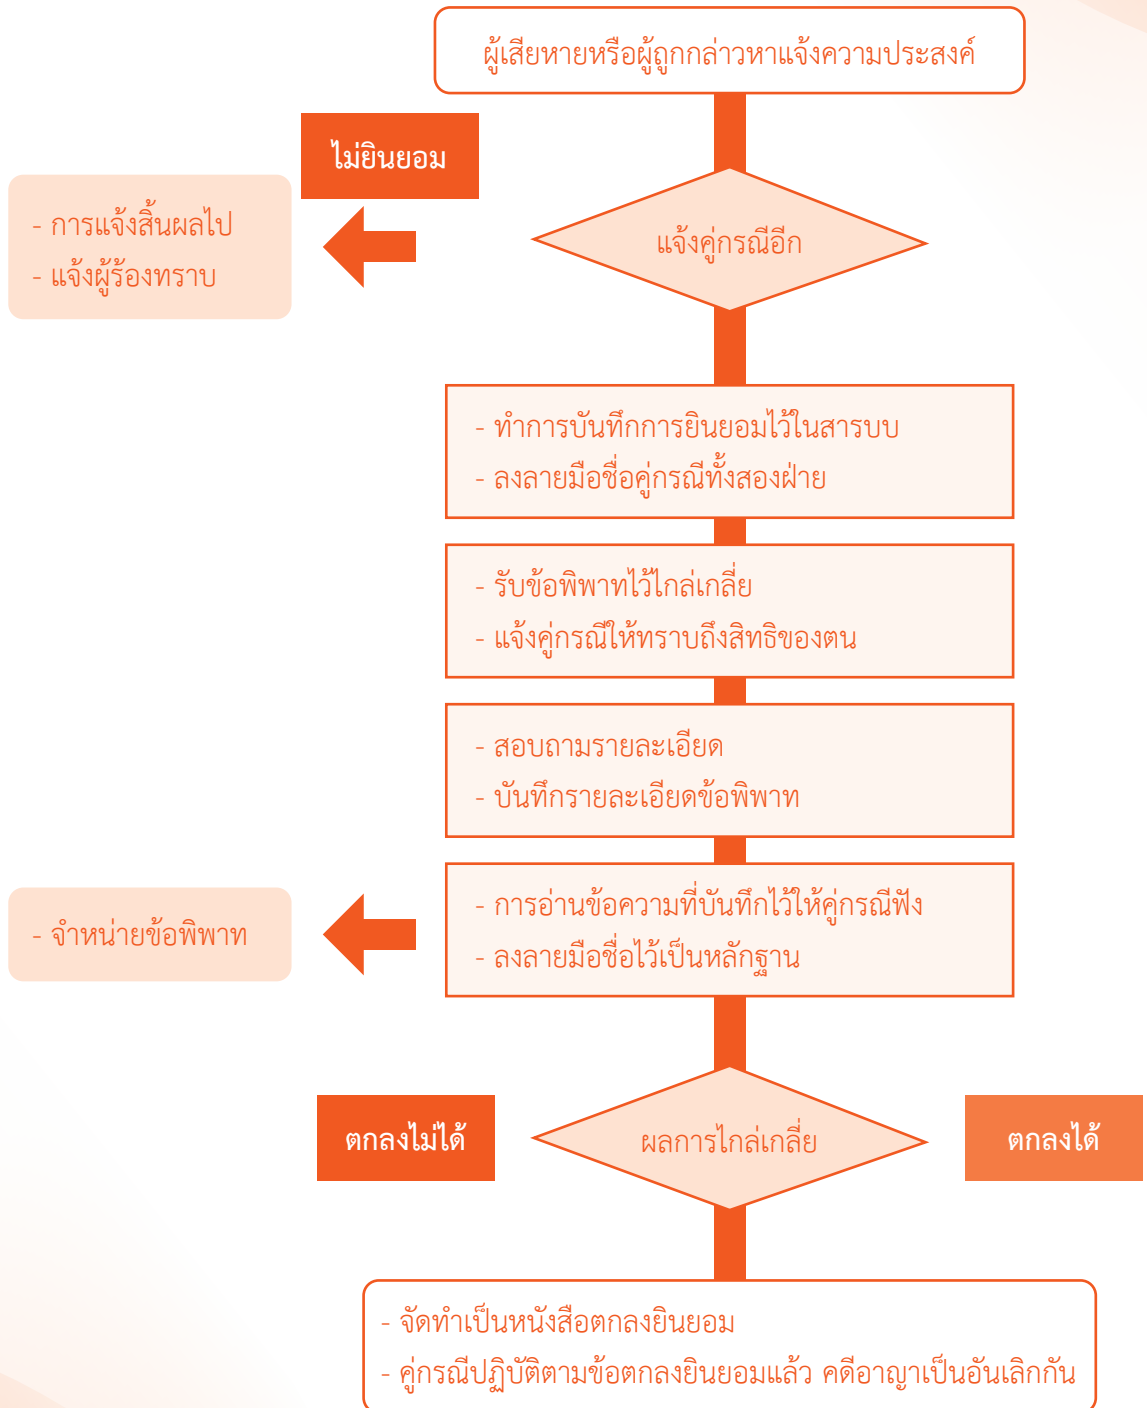 ผู้เสียหายหรือผู้ถูกกล่าวหาแจ้งความประสงค์
ไม่ยินยอม
- การแจ้งสิ้นผลไป
- แจ้งผู้ร้องทราบ
แจ้งคู่กรณีอีก
- ทำการบันทึกการยินยอมไว้ในสารบบ
- ลงลายมือชื่อคู่กรณีทั้งสองฝ่าย
- รับข้อพิพาทไว้ไกล่เกลี่ย
- แจ้งคู่กรณีให้ทราบถึงสิทธิของตน
- สอบถามรายละเอียด
- บันทึกรายละเอียดข้อพิพาท
- การอ่านข้อความที่บันทึกไว้ให้คู่กรณีฟัง
- ลงลายมือชื่อไว้เป็นหลักฐาน
- จำหน่ายข้อพิพาท
ตกลงไม่ได้
ผลการไกล่เกลี่ย
ตกลงได้
- จัดทำเป็นหนังสือตกลงยินยอม
- คู่กรณีปฏิบัติตามข้อตกลงยินยอมแล้ว คดีอาญาเป็นอันเลิกกัน